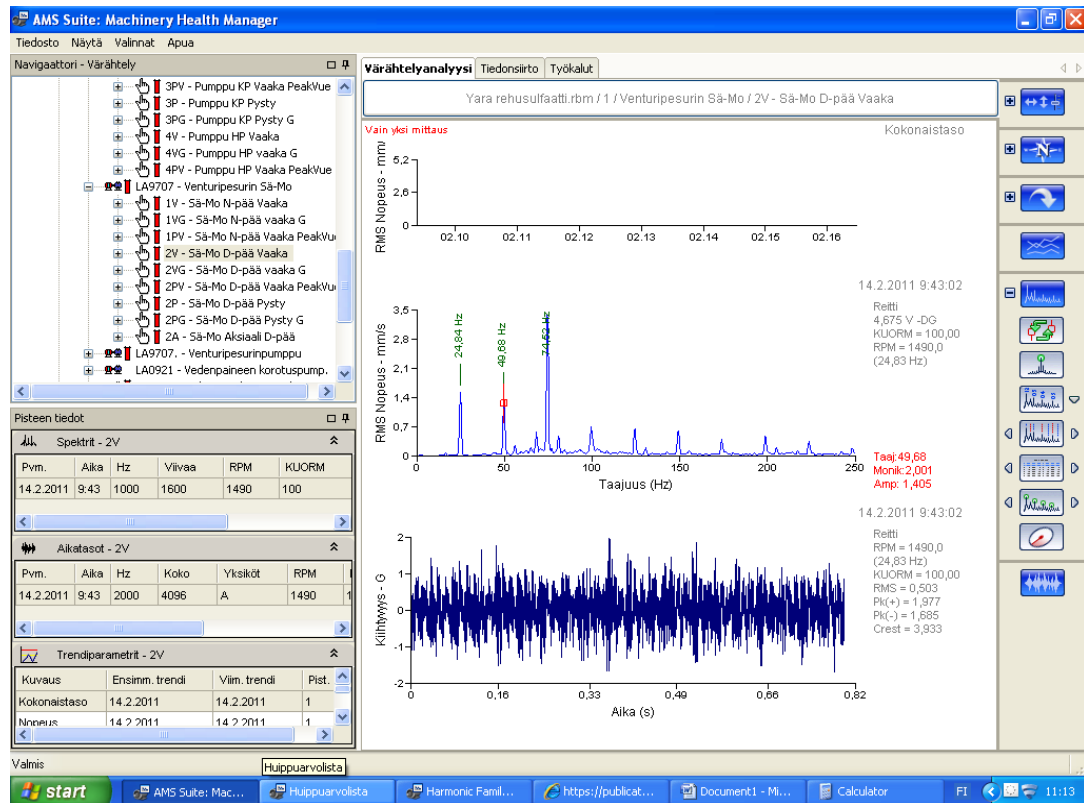 AMS Suite: Machinery Health Manager
Tiedosto Näytä Valinnat Apua
Navigaattori - Värähtely
3PV - Pumppu KP Vaaka PeakVue
3P - Pumppu KP Pysty
3PG - Pumppu KP Pysty G
4V - Pumppu HP Vaaka
4VG - Pumppu HP vaaka G
4PV - Pumppu HP Vaaka PeakVue
LA9707 - Venturipesurin Sä-Mo
1V - Sä-Mo N-pää Vaaka
1VG - Sä-Mo N-pää vaaka G
1PV - Sä-Mo N-pää Vaaka PeakVue
2V - Sä-Mo D-pää Vaaka
2VG - Sä-Mo D-pää vaaka G
2PV - Sä-Mo D-pää Vaaka PeakVu
2P - Sä-Mo D-pää Pysty
2PG - Sä-Mo D-pää Pysty G
2A - Sä-Mo Aksiaali D-pää
LA9707. - Venturipesurinpumppu
LA0921 - Vedenpaineen korotuspump.
Pisteen tiedot
Spektrit - 2V
Pvm. Aika Hz Viivaa RPM KUORM
14.2.2011 9:43 1000 1600 1490 100
Aikatasot - 2V
Pvm. Aika Hz Koko Yksiköt RPM
14.2.2011 9:43 2000 4096 A 1490 1
Trendiparametrit - 2V
Kuvaus Ensimm. trendi Viim. trendi Pist.
Kokonaistaso 14.2.2011 14.2.2011 1
Nopeus 14.2.2011 14.2.2011 1
Värähtelyanalyysi Tiedonsiirto Työkalut
Yara rehusulfaatti.rbm / 1 / Venturipesurin Sä-Mo / 2V - Sä-Mo D-pää Vaaka
Vain yksi mittaus
Kokonaistaso
RMS Nopeus - mm/
5,2
2,6
0
02.10 02.11 02.12 02.13 02.14 02.15 02.16
14.2.2011 9:43:02
Reitti
4,675 V -DG
KUORM = 100,00
RPM = 1490,0
(24,83 Hz)
RMS Nopeus - mm/s
3,5
2,8
2,1
1,4
0,7
0
24,84 Hz
49,68 Hz
74,52 Hz
0 50 100 150 200 250
Taajuus (Hz)
Taaj:49,68
Monik:2,001
Amp: 1,405
14.2.2011 9:43:02
Reitti
RPM = 1490,0
(24,83 Hz)
KUORM = 100,00
RMS = 0,503
Pk(+) = 1,977
Pk(-) = 1,685
Crest = 3,933
Kiihtyvyys - G
2
1
0
-1
-2
0 0,16 0,33 0,49 0,66 0,82
Aika (s)
Valmis
Huippuarvolista
start
AMS Suite: Mac...
Huippuarvolista
Harmonic Famil...
https://publicat...
Document1 - Mi...
Calculator
FI
11:13